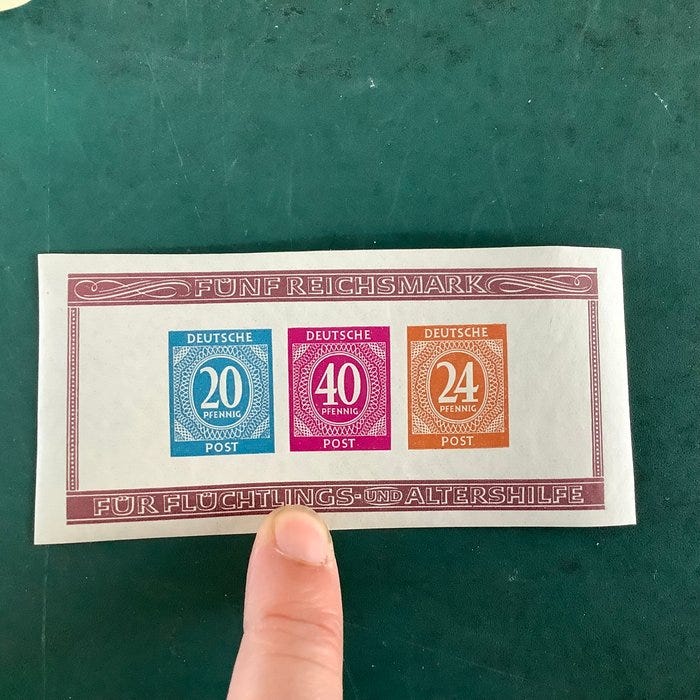 FÜNF REICHSMARK
DEUTSCHE
20
PFENNIG
POST
DEUTSCHE
40
PFENNIG
POST
DEUTSCHE
24
PFENNIG
POST
FÜR FLÜCHTLINGS- UND ALTERSHILFE